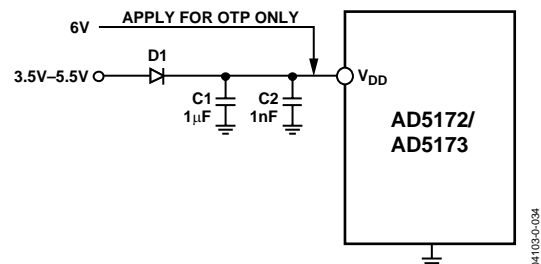 APPLY FOR OTP ONLY
6V
D1
3.5V–5.5V
VDD
C1
1μF
C2
1nF
AD5172/
AD5173
04103-0-034